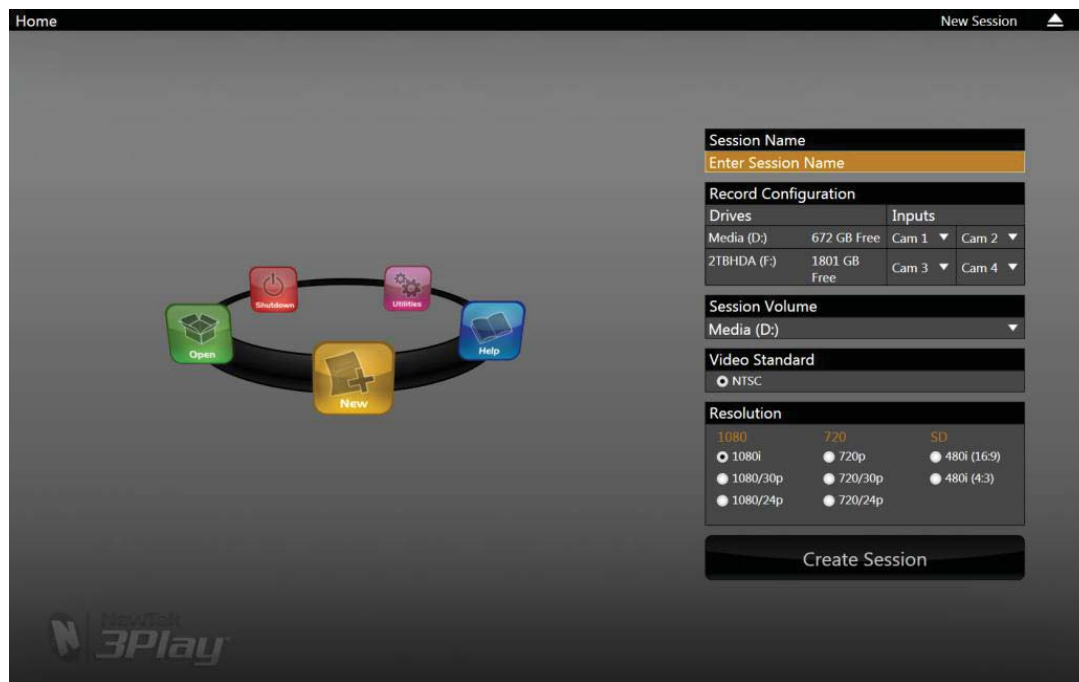 Home
New Session
Session Name
Enter Session Name
Record Configuration
Drives Inputs
Media (D:) 672 GB Free Cam 1 Cam 2
2TBHDA (F:) 1801 GB Free Cam 3 Cam 4
Session Volume
Media (D:)
Video Standard
NTSC
Resolution
1080 720 SD
1080i 720p 480i (16:9)
1080/30p 720/30p 480i (4:3)
1080/24p 720/24p
Create Session
Shutdown
Utilities
Open
Help
New
N NewTek
3Play